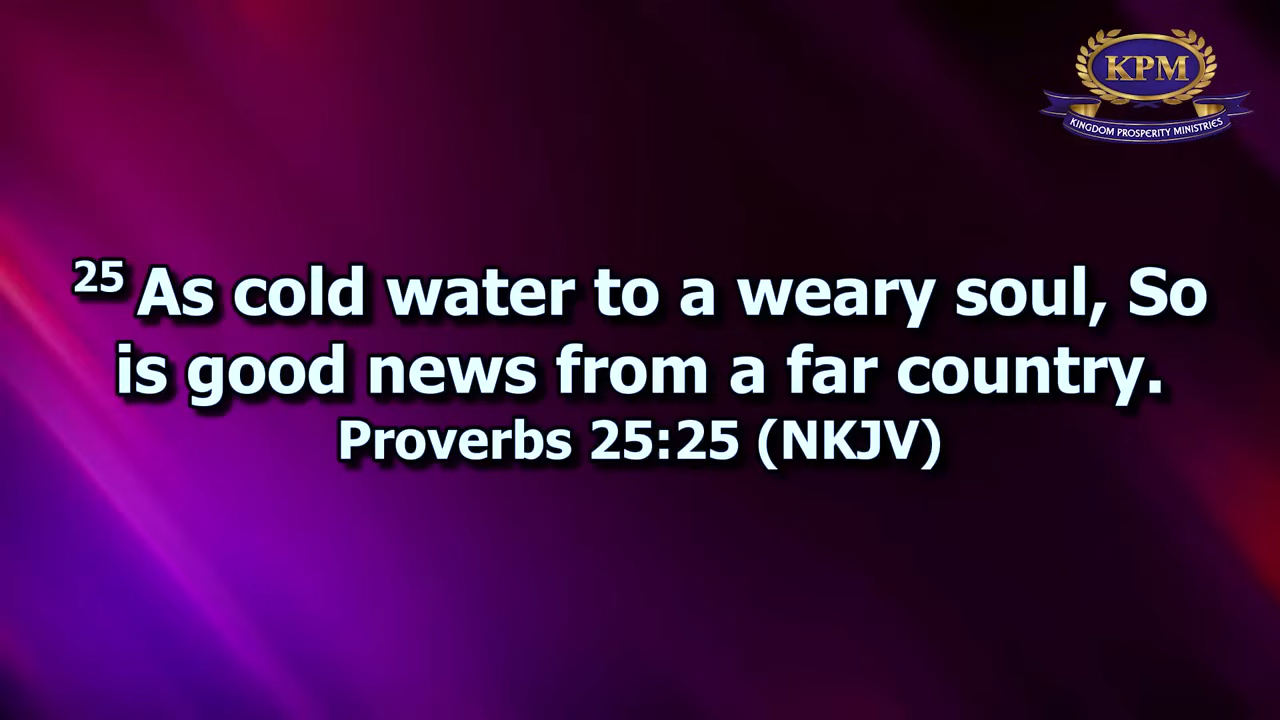 KPM
KINGDOM PROSPERITY MINISTRIES
25 As cold water to a weary soul, So
is good news from a far country.
Proverbs 25:25 (NKJV)